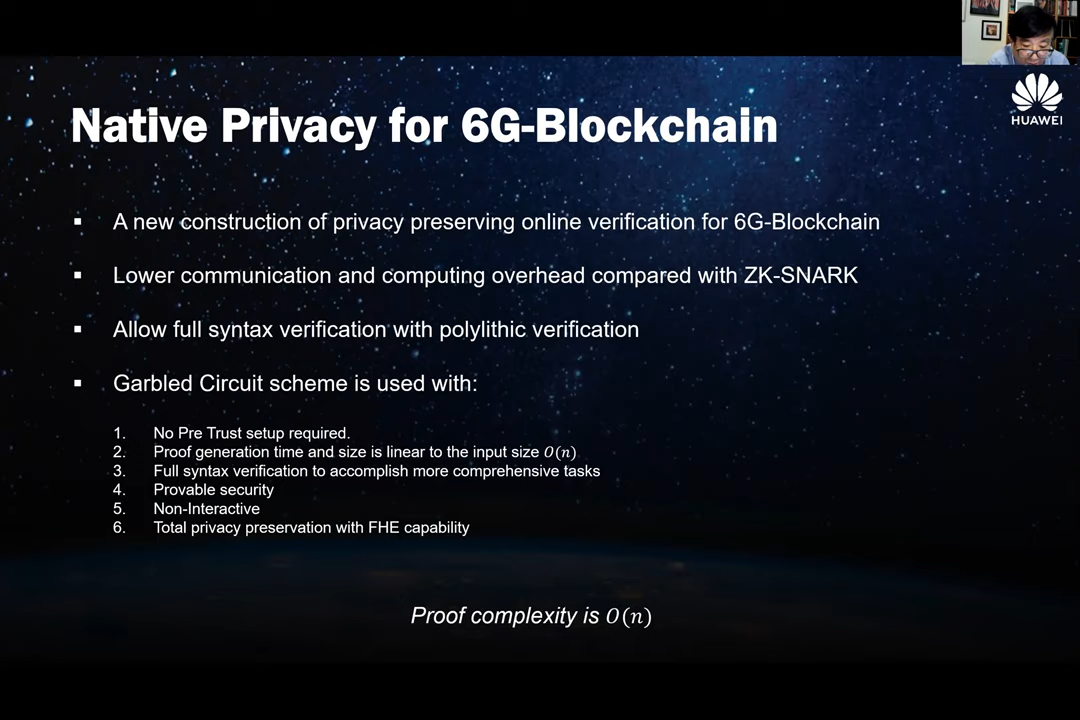 HUAWEI
Native Privacy for 6G-Blockchain
▪ A new construction of privacy preserving online verification for 6G-Blockchain
▪ Lower communication and computing overhead compared with ZK-SNARK
▪ Allow full syntax verification with polylithic verification
▪ Garbled Circuit scheme is used with:
1. No Pre Trust setup required.
2. Proof generation time and size is linear to the input size O(n)
3. Full syntax verification to accomplish more comprehensive tasks
4. Provable security
5. Non-Interactive
6. Total privacy preservation with FHE capability
Proof complexity is O(n)